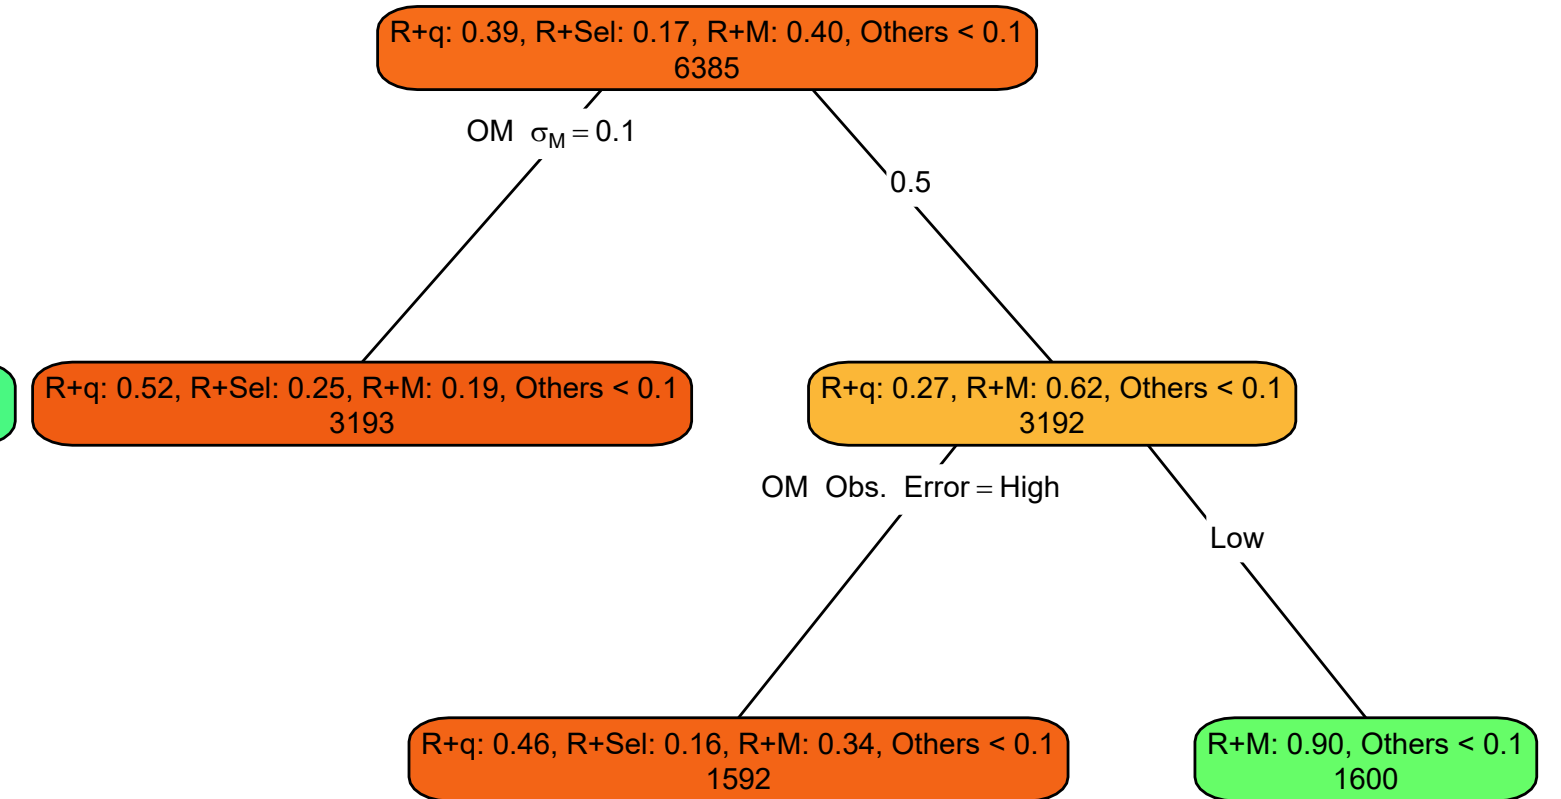 R+q: 0.39, R+Sel: 0.17, R+M: 0.40, Others < 0.1
6385
OM σM = 0.1
0.5
R+q: 0.52, R+Sel: 0.25, R+M: 0.19, Others < 0.1
3193
R+q: 0.27, R+M: 0.62, Others < 0.1
3192
OM Obs. Error = High
Low
R+q: 0.46, R+Sel: 0.16, R+M: 0.34, Others < 0.1
1592
R+M: 0.90, Others < 0.1
1600